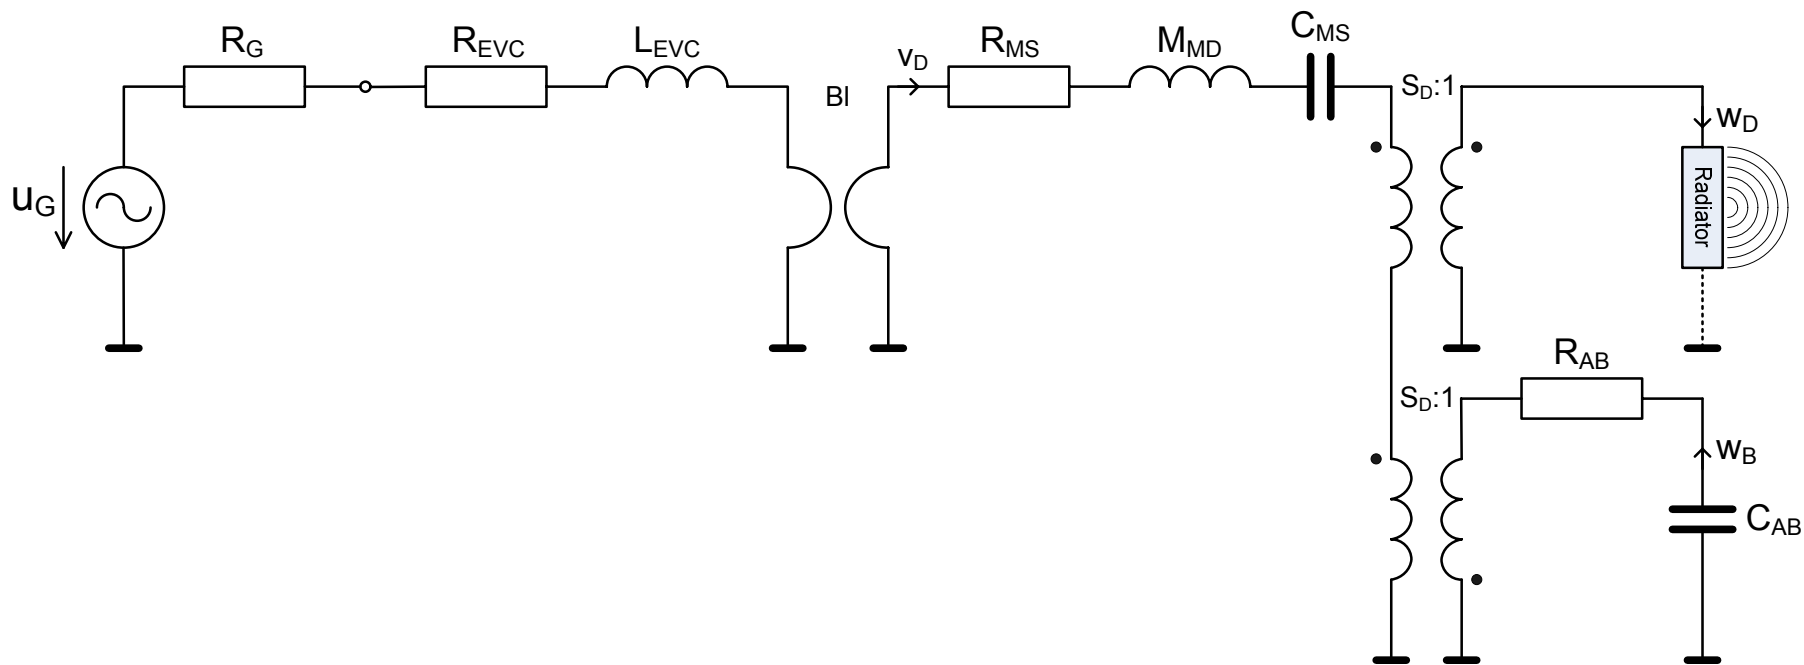 R_G
R_EVC
L_EVC
Bl
v_D
R_MS
M_MD
C_MS
S_D:1
w_D
u_G
Radiator
R_AB
S_D:1
w_B
C_AB